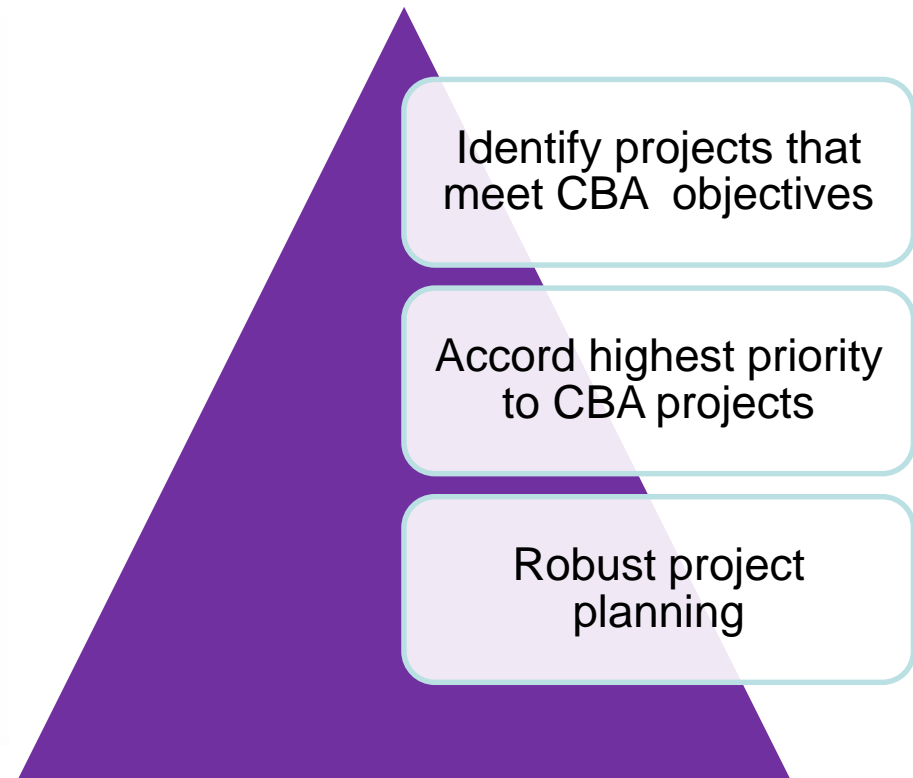 Identify projects that
meet CBA  objectives
Accord highest priority
to CBA projects
Robust project
planning